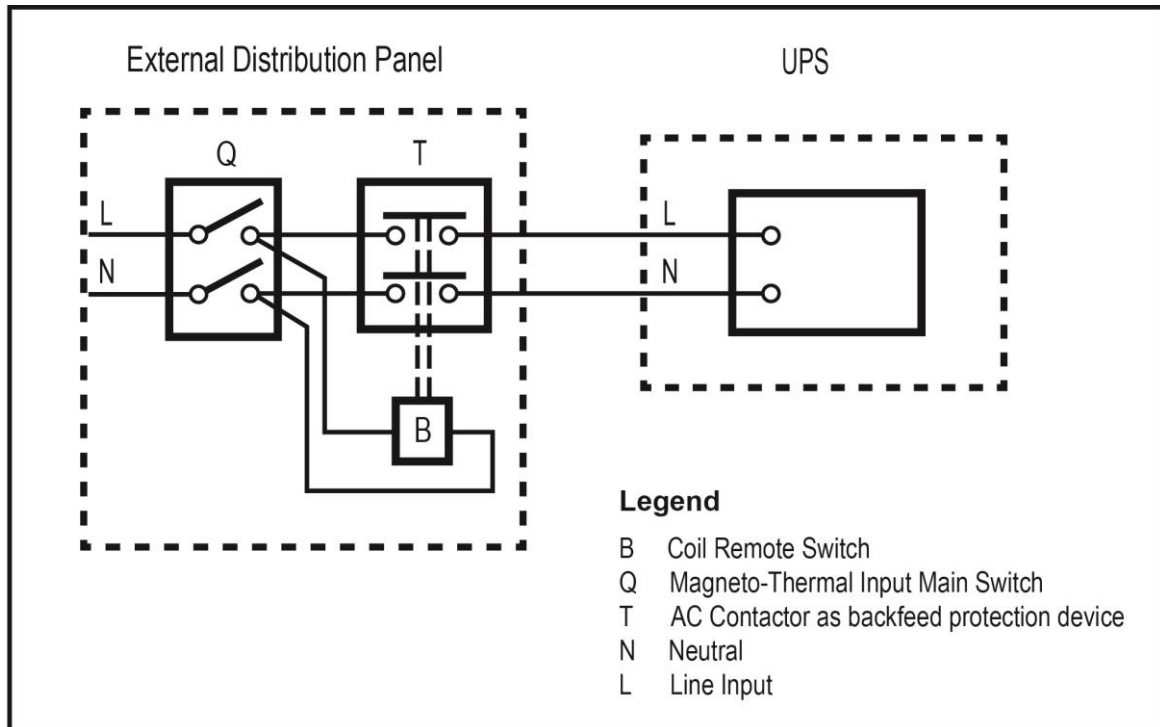 External Distribution Panel
UPS
Q
T
L
L
N
N
B
Legend
B Coil Remote Switch
Q Magneto-Thermal Input Main Switch
T AC Contactor as backfeed protection device
N Neutral
L Line Input